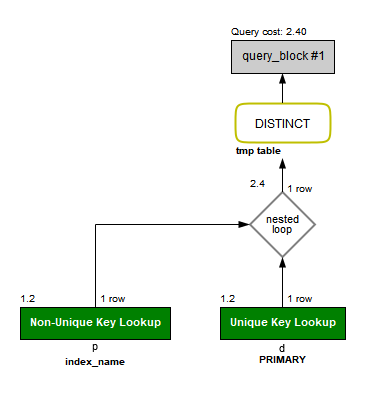 Query cost: 2.40
query_block #1
DISTINCT
tmp table
2.4
1 row
nested
loop
1.2
1 row
1.2
1 row
Non-Unique Key Lookup
Unique Key Lookup
p
d
index_name
PRIMARY